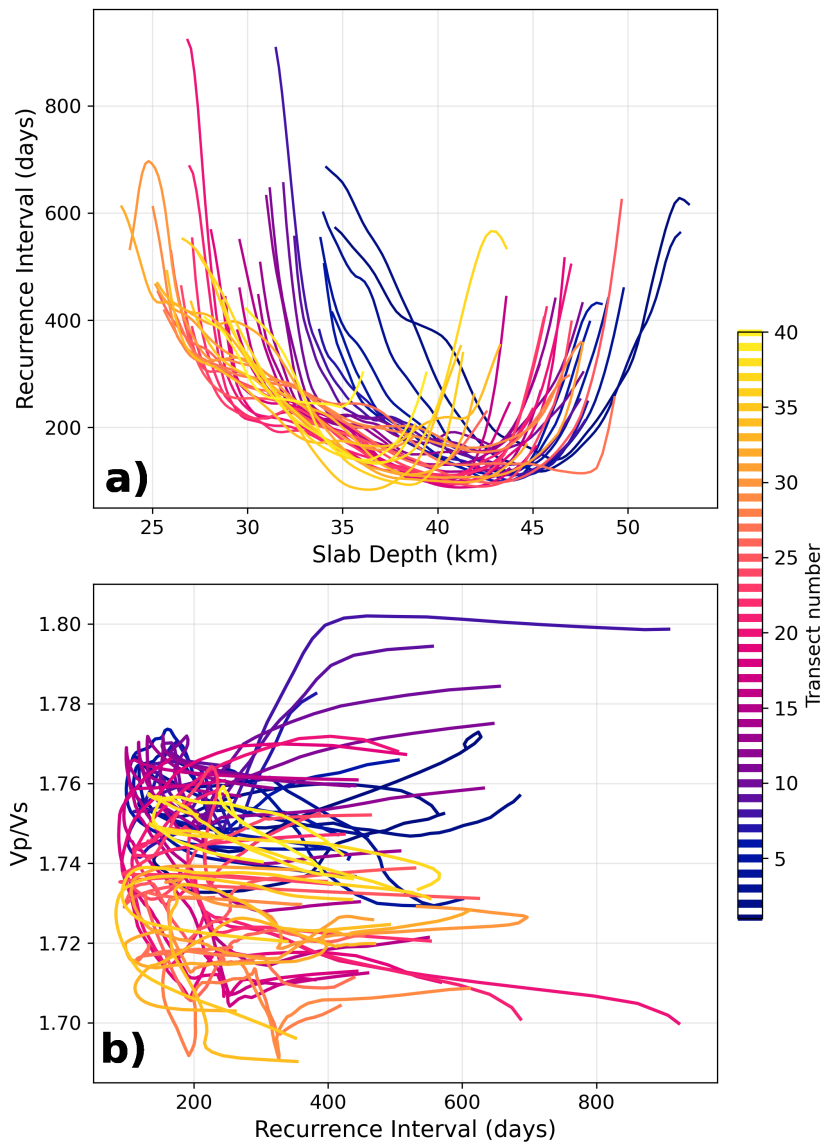 800
600
400
200
Recurrence Interval (days)
a)
25 30 35 40 45 50
Slab Depth (km)
1.80
1.78
1.76
1.74
1.72
1.70
Vp/Vs
b)
200 400 600 800
Recurrence Interval (days)
40
35
30
25
20
15
10
5
Transect number